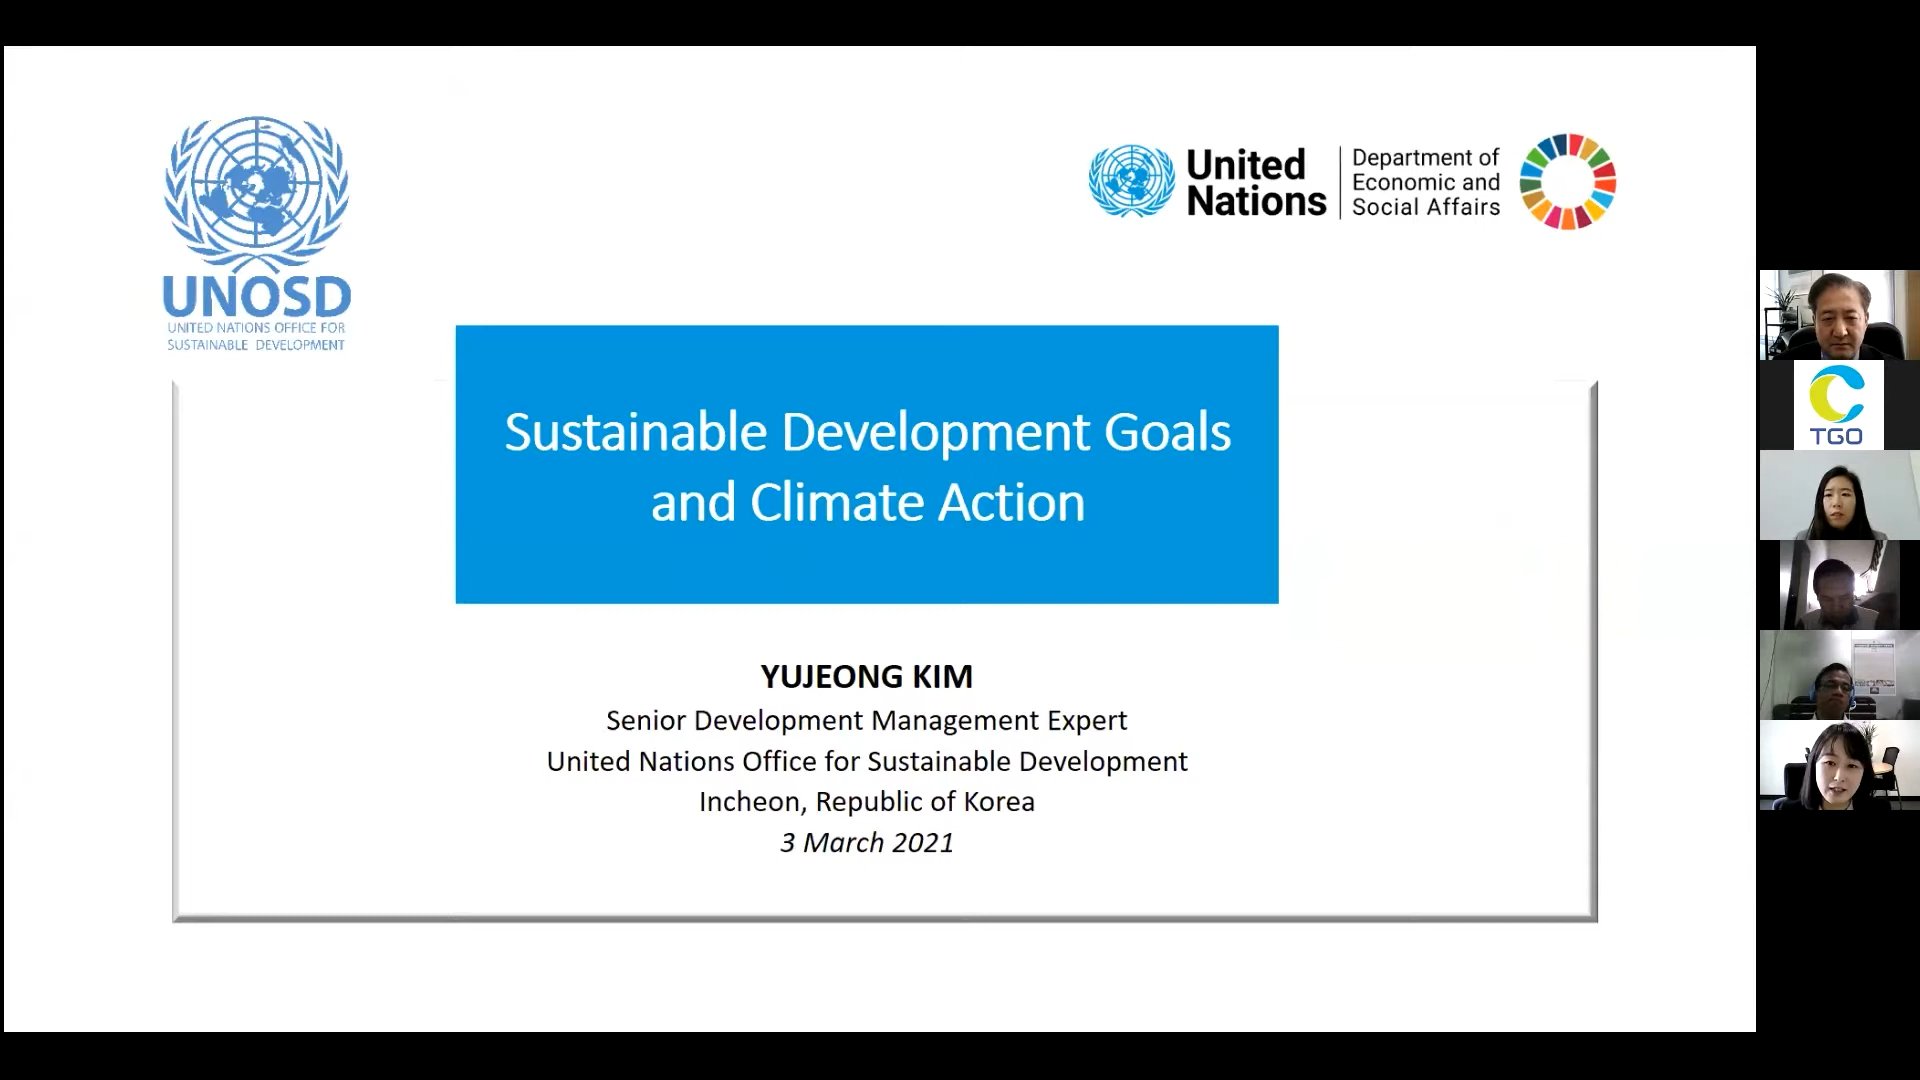 UNOSD
UNITED NATIONS OFFICE FOR
SUSTAINABLE DEVELOPMENT
United
Nations
Department of
Economic and
Social Affairs
Sustainable Development Goals
and Climate Action
YUJEONG KIM
Senior Development Management Expert
United Nations Office for Sustainable Development
Incheon, Republic of Korea
3 March 2021
TGO